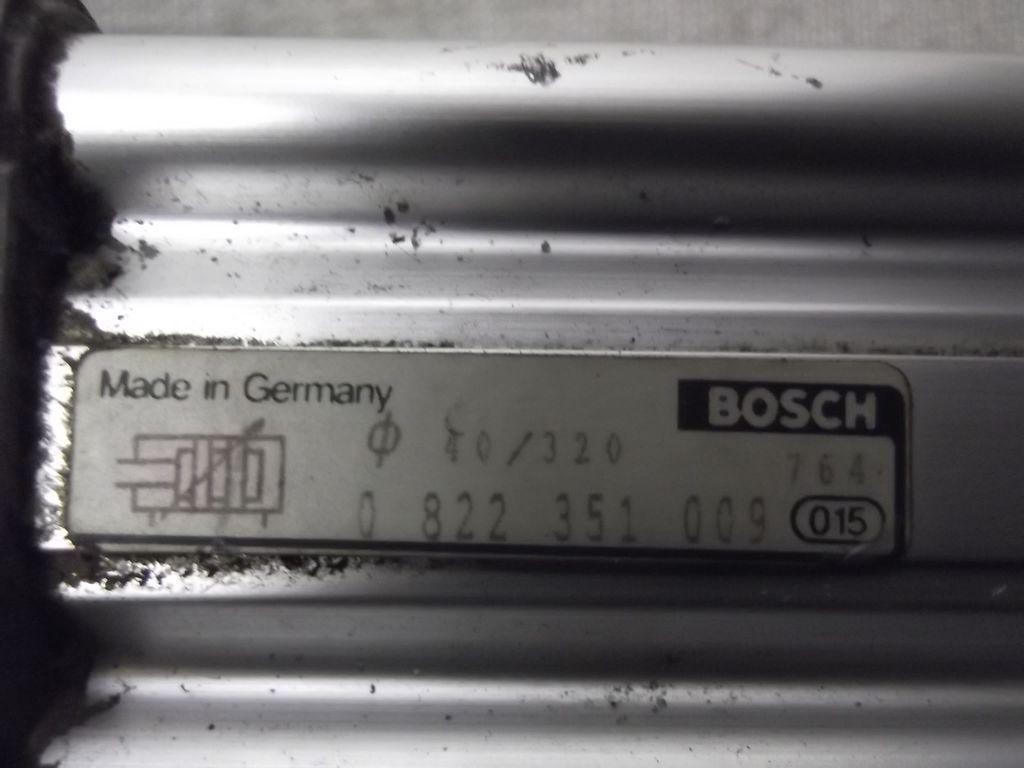 Made in Germany
BOSCH
φ 40/320
764
0 822 351 009
015